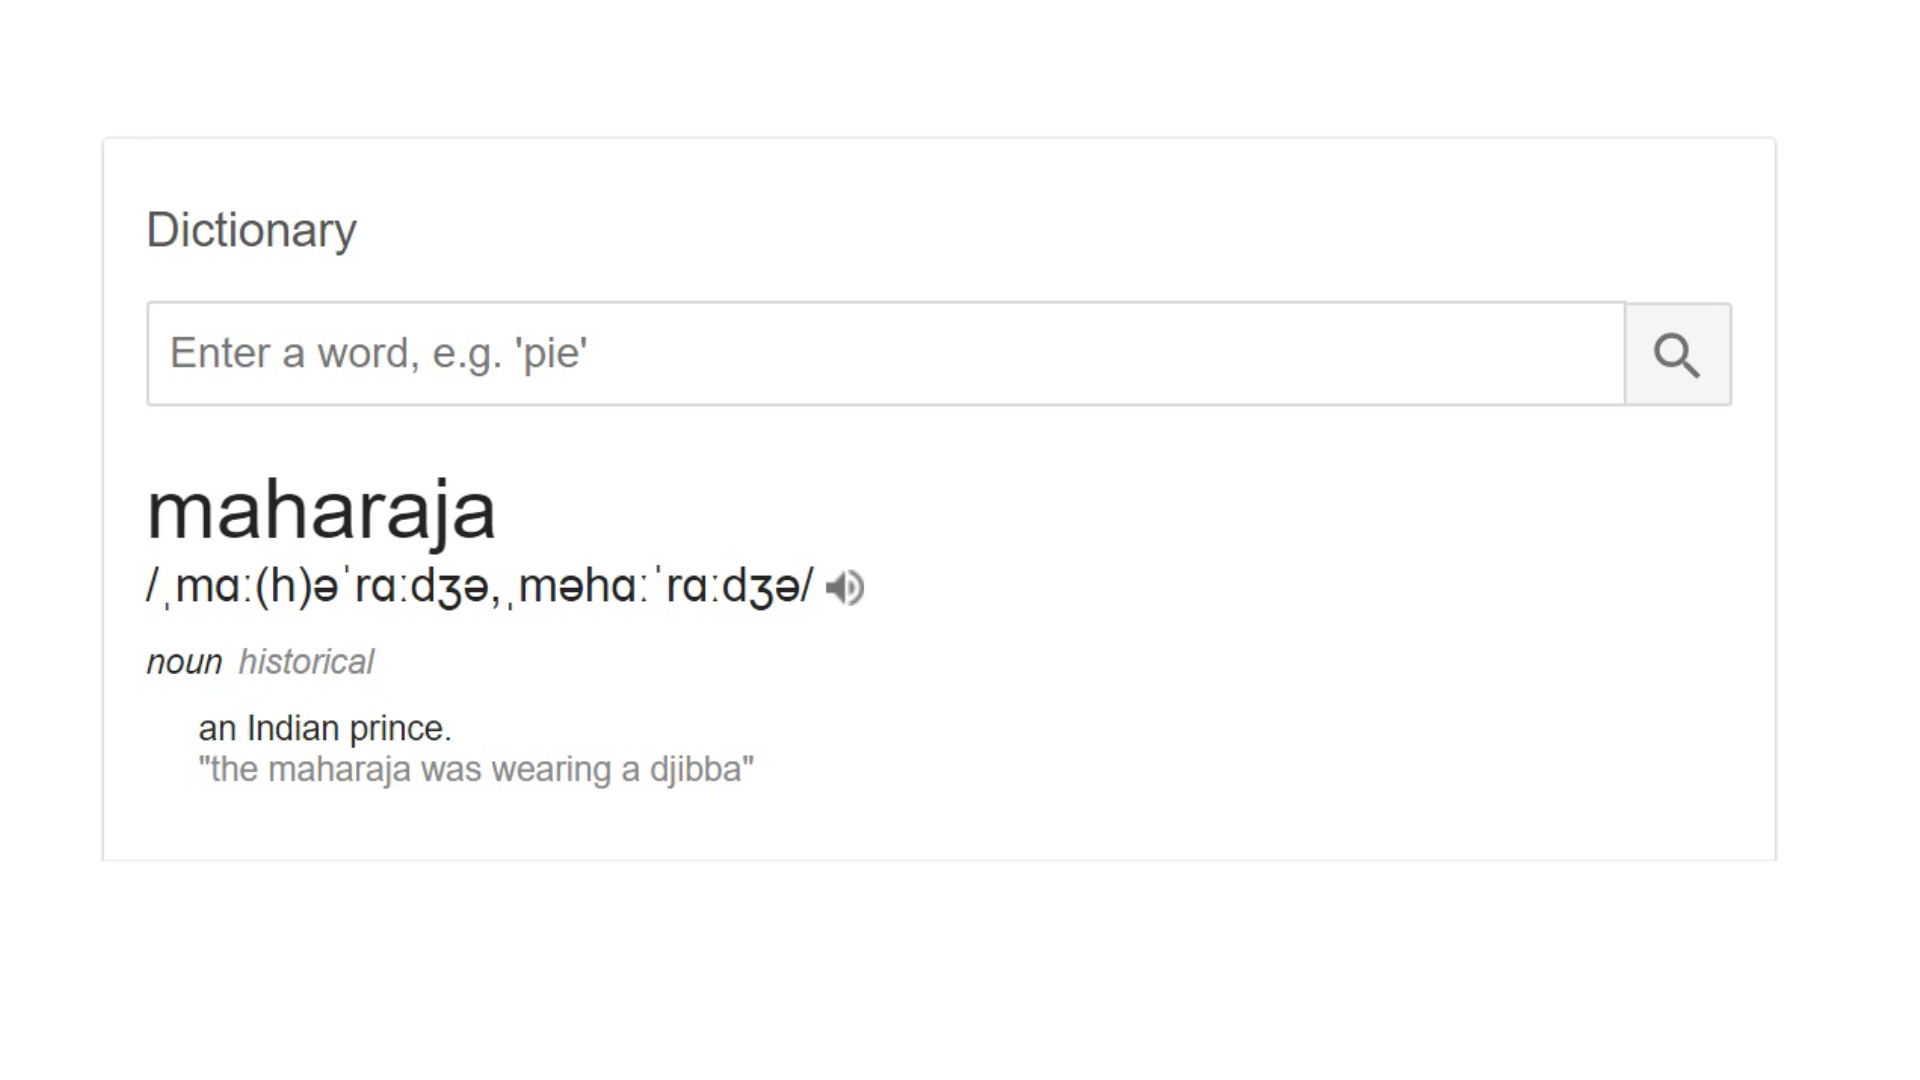 Dictionary
Enter a word, e.g. 'pie'
maharaja
/ˌmɑː(h)əˈrɑːdʒə,ˌməhɑːˈrɑːdʒə/
noun historical
an Indian prince.
"the maharaja was wearing a djibba"